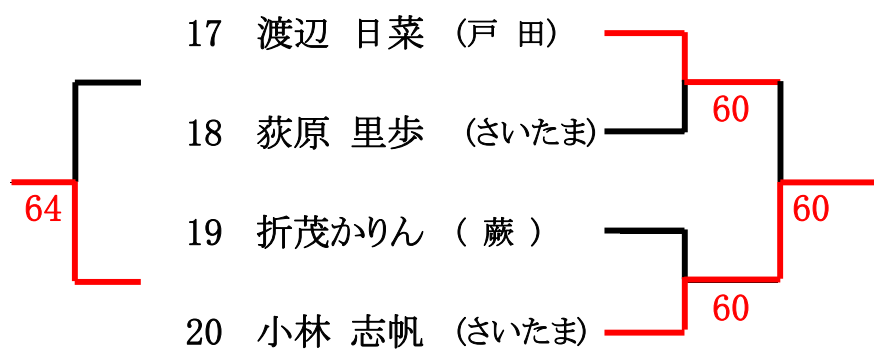 17 渡辺 日菜 (戸 田)
60
18 荻原 里歩 (さいたま)
64
60
19 折茂かりん ( 蕨 )
60
20 小林 志帆 (さいたま)